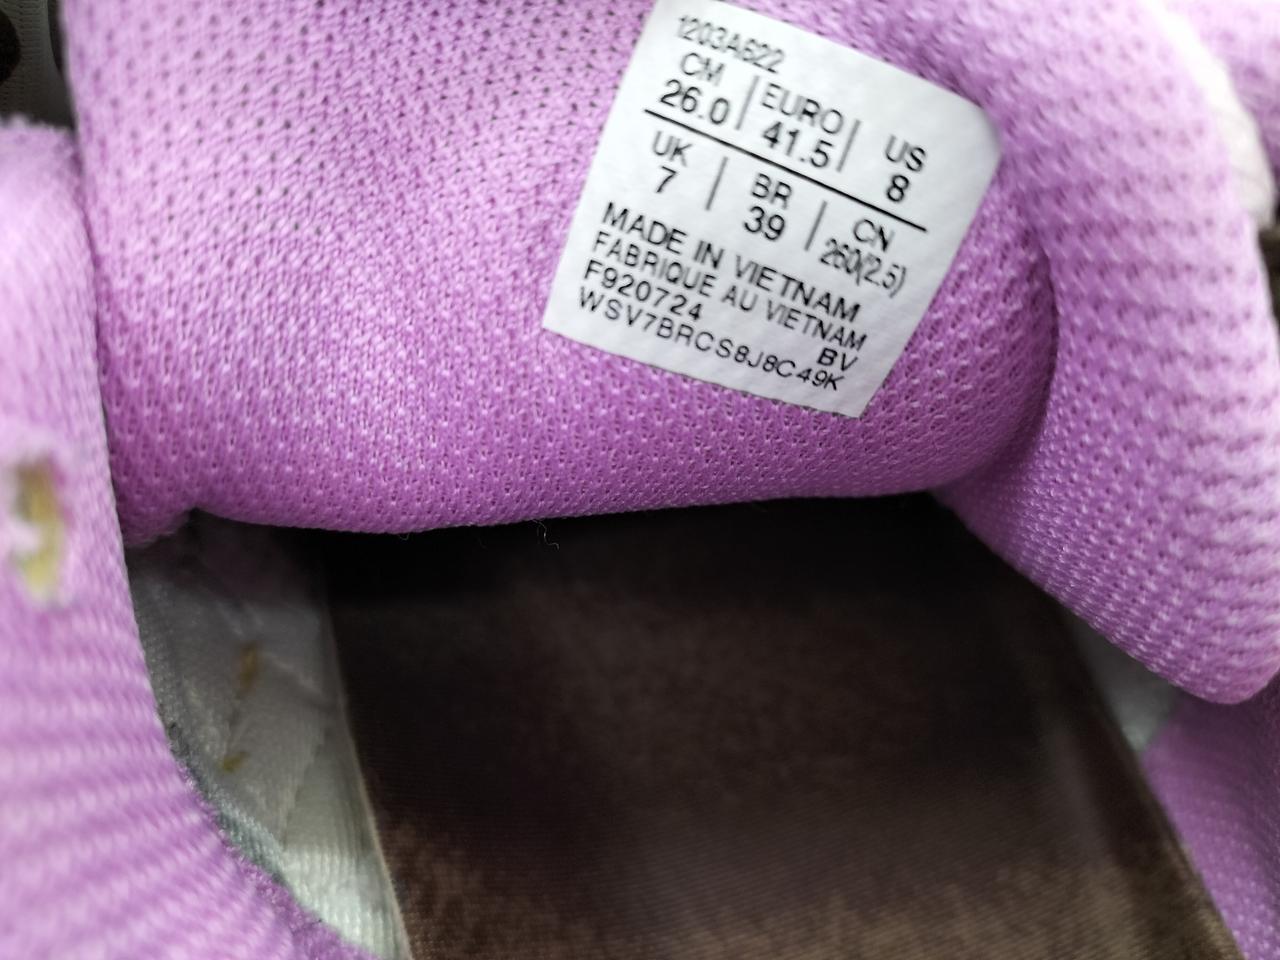 1203A622
CM 26.0 | EURO 41.5 | US 8
UK 7 | BR 39 | CN 260(2.5)
MADE IN VIETNAM
FABRIQUE AU VIETNAM
F920724 BV
WSV7BRCS8J8C49K